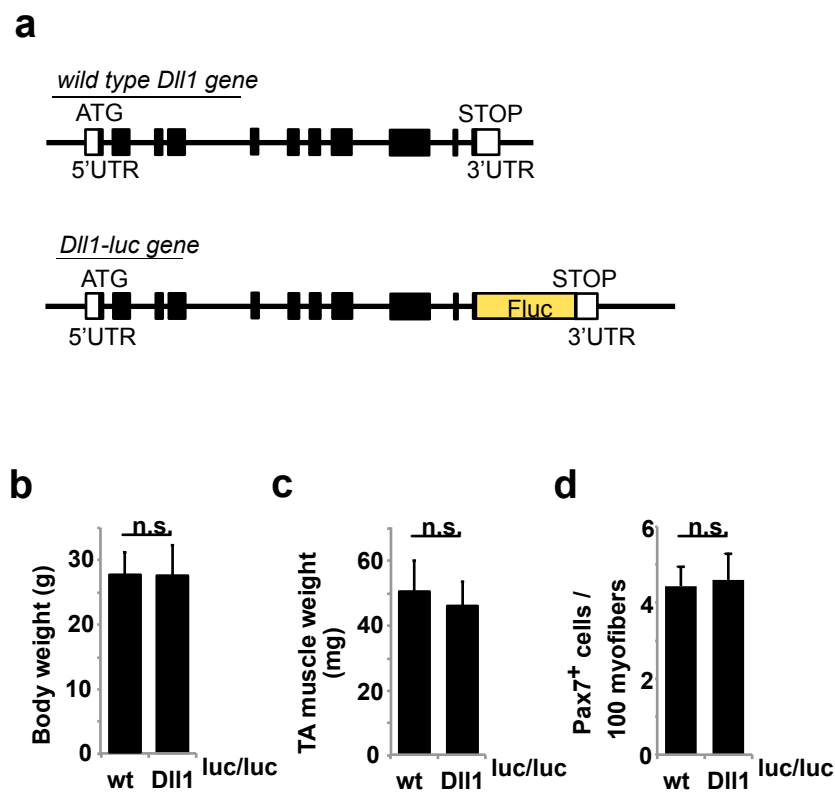 a
wild type Dll1 gene
ATG
STOP
5'UTR
3'UTR
Dll1-luc gene
ATG
STOP
Fluc
5'UTR
3'UTR
b
n.s.
30
20
10
0
Body weight (g)
wt
Dll1 luc/luc
c
n.s.
60
40
20
0
TA muscle weight
(mg)
wt
Dll1 luc/luc
d
n.s.
6
4
2
0
Pax7+ cells /
100 myofibers
wt
Dll1 luc/luc